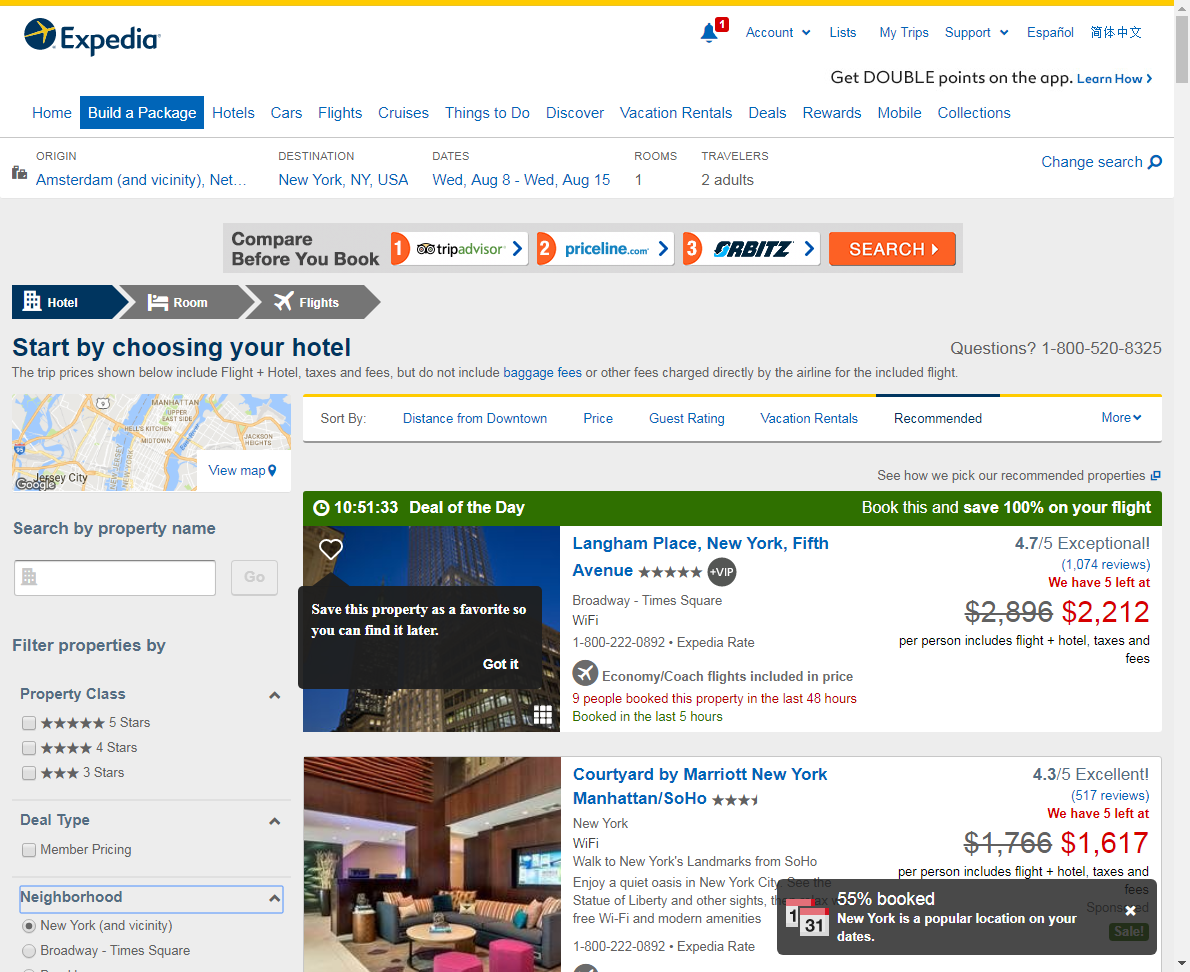 Expedia
1
Account
Lists
My Trips
Support
Español
简体中文
Get DOUBLE points on the app. Learn How
Home
Build a Package
Hotels
Cars
Flights
Cruises
Things to Do
Discover
Vacation Rentals
Deals
Rewards
Mobile
Collections
ORIGIN
Amsterdam (and vicinity), Net...
DESTINATION
New York, NY, USA
DATES
Wed, Aug 8 - Wed, Aug 15
ROOMS
1
TRAVELERS
2 adults
Change search
Compare
Before You Book
1 tripadvisor
2 priceline.com
3 ORBITZ
SEARCH
Hotel
Room
Flights
Start by choosing your hotel
Questions? 1-800-520-8325
The trip prices shown below include Flight + Hotel, taxes and fees, but do not include baggage fees or other fees charged directly by the airline for the included flight.
MANHATTAN
UPPER
EAST SIDE
HELL'S KITCHEN
MIDTOWN
JACKSON
HEIGHTS
NEW JERSEY
NEW YORK
East River
9
95
Jersey City
Google
View map
Sort By:
Distance from Downtown
Price
Guest Rating
Vacation Rentals
Recommended
More
See how we pick our recommended properties
Search by property name
Go
Filter properties by
Property Class
5 Stars
4 Stars
3 Stars
Deal Type
Member Pricing
Neighborhood
New York (and vicinity)
Broadway - Times Square
10:51:33 Deal of the Day
Book this and save 100% on your flight
Save this property as a favorite so
you can find it later.
Got it
Langham Place, New York, Fifth
Avenue ★★★★★ +VIP
Broadway - Times Square
WiFi
1-800-222-0892 • Expedia Rate
Economy/Coach flights included in price
9 people booked this property in the last 48 hours
Booked in the last 5 hours
4.7/5 Exceptional!
(1,074 reviews)
We have 5 left at
$2,896 $2,212
per person includes flight + hotel, taxes and
fees
Courtyard by Marriott New York
Manhattan/SoHo
New York
WiFi
Walk to New York's Landmarks from SoHo
Enjoy a quiet oasis in New York City. See the
Statue of Liberty and other sights, then relax w
free Wi-Fi and modern amenities
1-800-222-0892 • Expedia Rate
4.3/5 Excellent!
(517 reviews)
We have 5 left at
$1,766 $1,617
per person includes flight + hotel, taxes and
fees
Sale!
1
31
55% booked
New York is a popular location on your
dates.